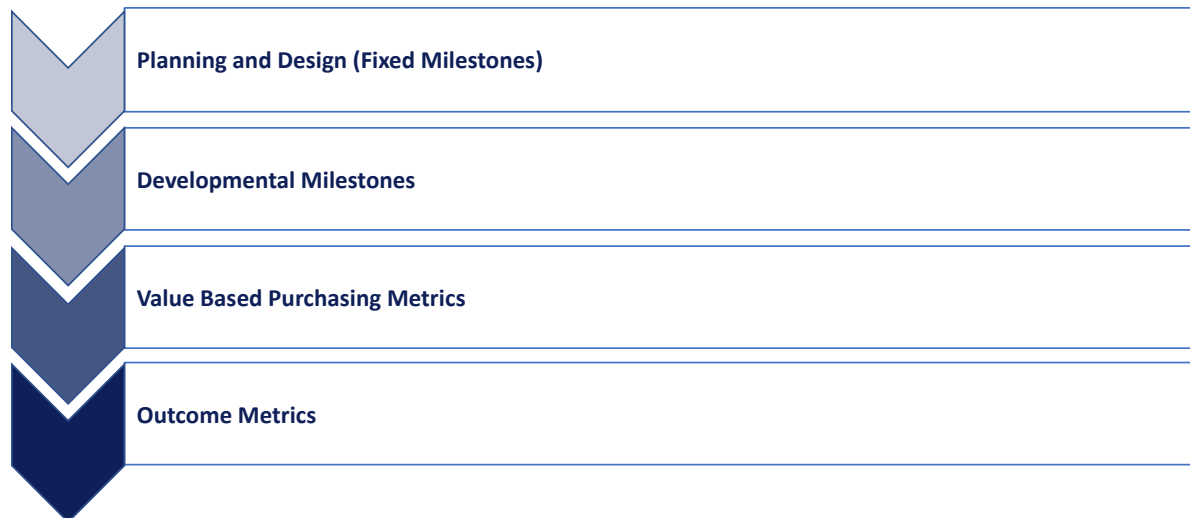 Planning and Design (Fixed Milestones)
Developmental Milestones
Value Based Purchasing Metrics
Outcome Metrics